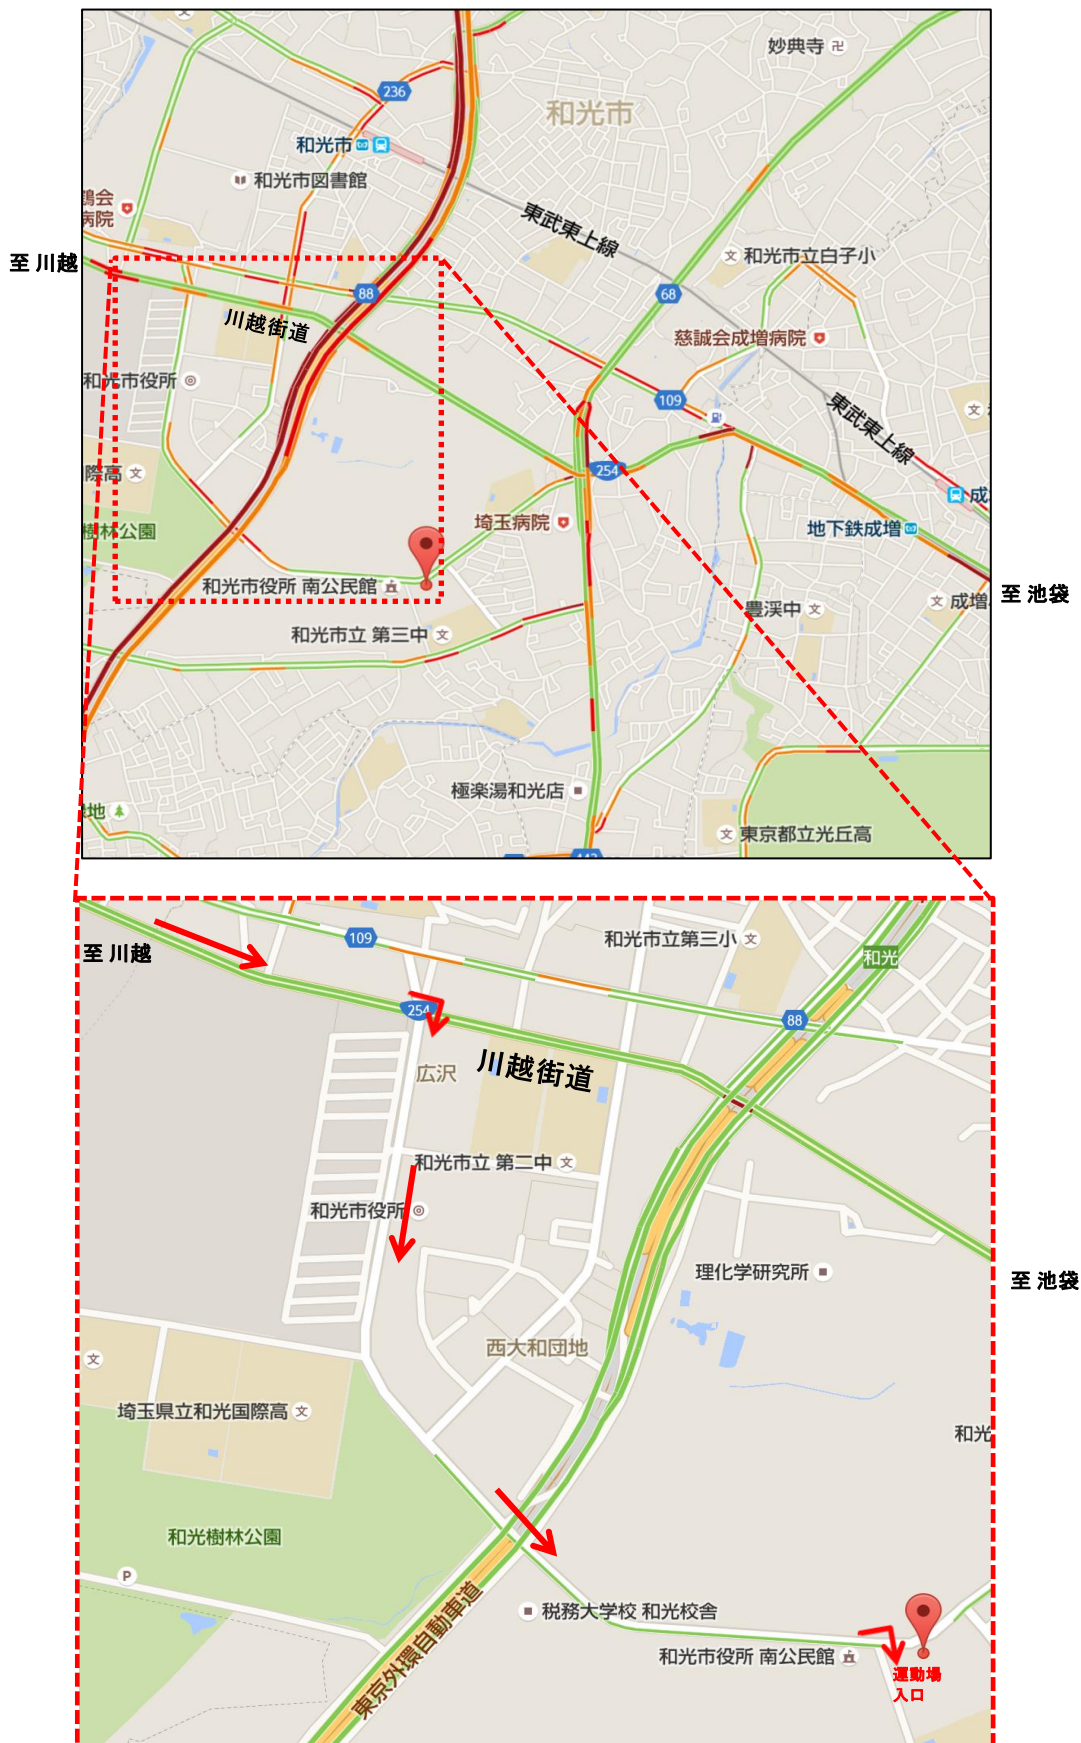 妙典寺
236
和光市
和光市
和光市図書館
鶴会
病院
東武東上線
和光市立白子小
至 川越
88
68
川越街道
慈誠会成増病院
和光市役所
109
東武東上線
254
際高
成
埼玉病院
地下鉄成増
樹林公園
和光市役所 南公民館
至 池袋
成増
豊渓中
和光市立 第三中
極楽湯和光店
地
東京都立光丘高
109
和光市立第三小
至 川越
和光
254
88
川越街道
広沢
和光市立 第二中
和光市役所
理化学研究所
至 池袋
西大和団地
埼玉県立和光国際高
和光
和光樹林公園
P
税務大学校 和光校舎
東京外環自動車道
和光市役所 南公民館
運動場
入口